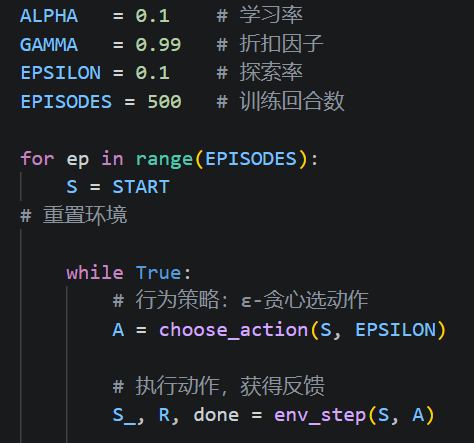 ALPHA   = 0.1    # 学习率
GAMMA   = 0.99   # 折扣因子
EPSILON = 0.1    # 探索率
EPISODES = 500   # 训练回合数
for ep in range(EPISODES):
    S = START
# 重置环境
    while True:
        # 行为策略：ε-贪心选动作
        A = choose_action(S, EPSILON)
        # 执行动作，获得反馈
        S_, R, done = env_step(S, A)